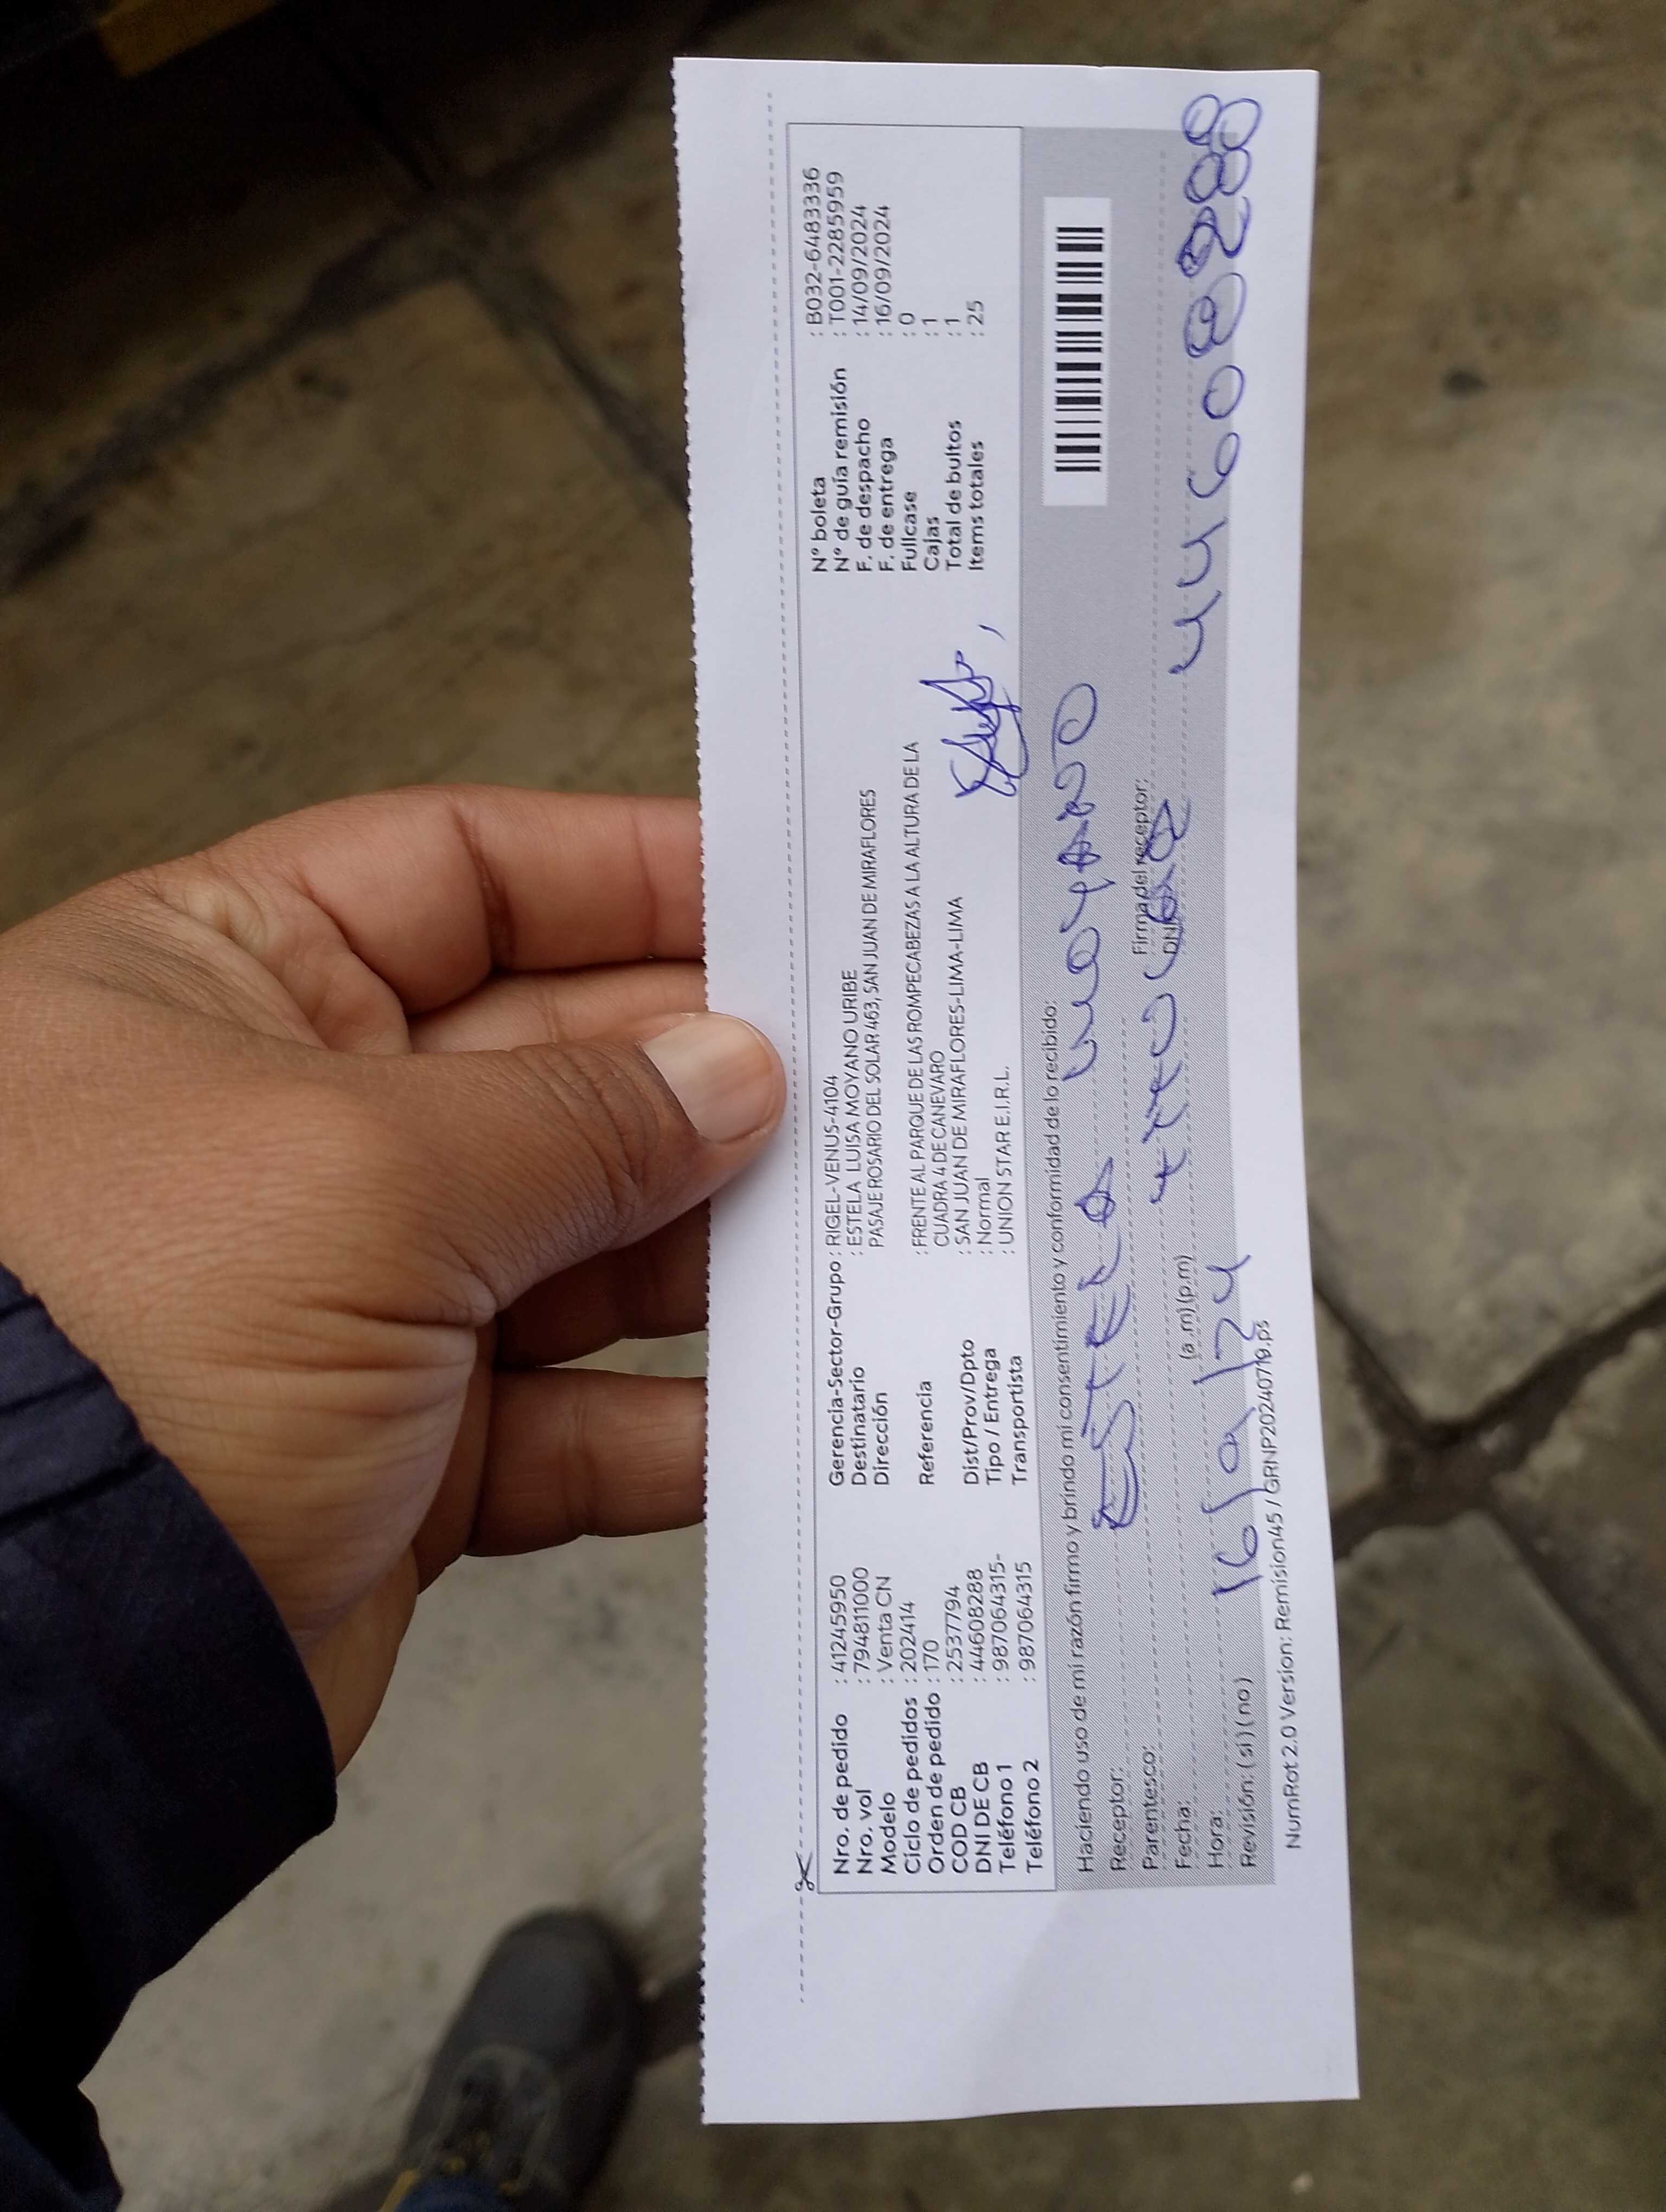 Nro. de pedido : 41245950
Nro. vol : 794811000
Modelo : Venta CN
Ciclo de pedidos : 202414
Orden de pedido : 170
COD CB : 2537794
DNI DE CB : 44608288
Teléfono 1 : 987064315-
Teléfono 2 : 987064315
Gerencia-Sector-Grupo : RIGEL-VENUS-4104
Destinatario : ESTELA LUISA MOYANO URIBE
Dirección PASAJE ROSARIO DEL SOLAR 463, SAN JUAN DE MIRAFLORES
Referencia : FRENTE AL PARQUE DE LAS ROMPECABEZAS A LA ALTURA DE LA
CUADRA 4 DE CANEVARO
Dist/Prov/Dpto : SAN JUAN DE MIRAFLORES-LIMA-LIMA
Tipo / Entrega : Normal
Transportista : UNION STAR E.I.R.L.
N° boleta : B032-6483336
N° de guía remisión : T001-2285959
F. de despacho : 14/09/2024
F. de entrega : 16/09/2024
Fullcase : 0
Cajas : 1
Total de bultos : 1
Items totales : 25
Haciendo uso de mi razón firmo y brindo mi consentimiento y conformidad de lo recibido:
Receptor: ESTELA MOYANO
Parentesco: Firma del receptor:
Fecha: (a.m) (p.m) DNI 44608288
Hora: 16/9/24
Revisión: ( si ) ( no )
NumRot 2.0 Version: Remision45 / GRNP20240719.ps